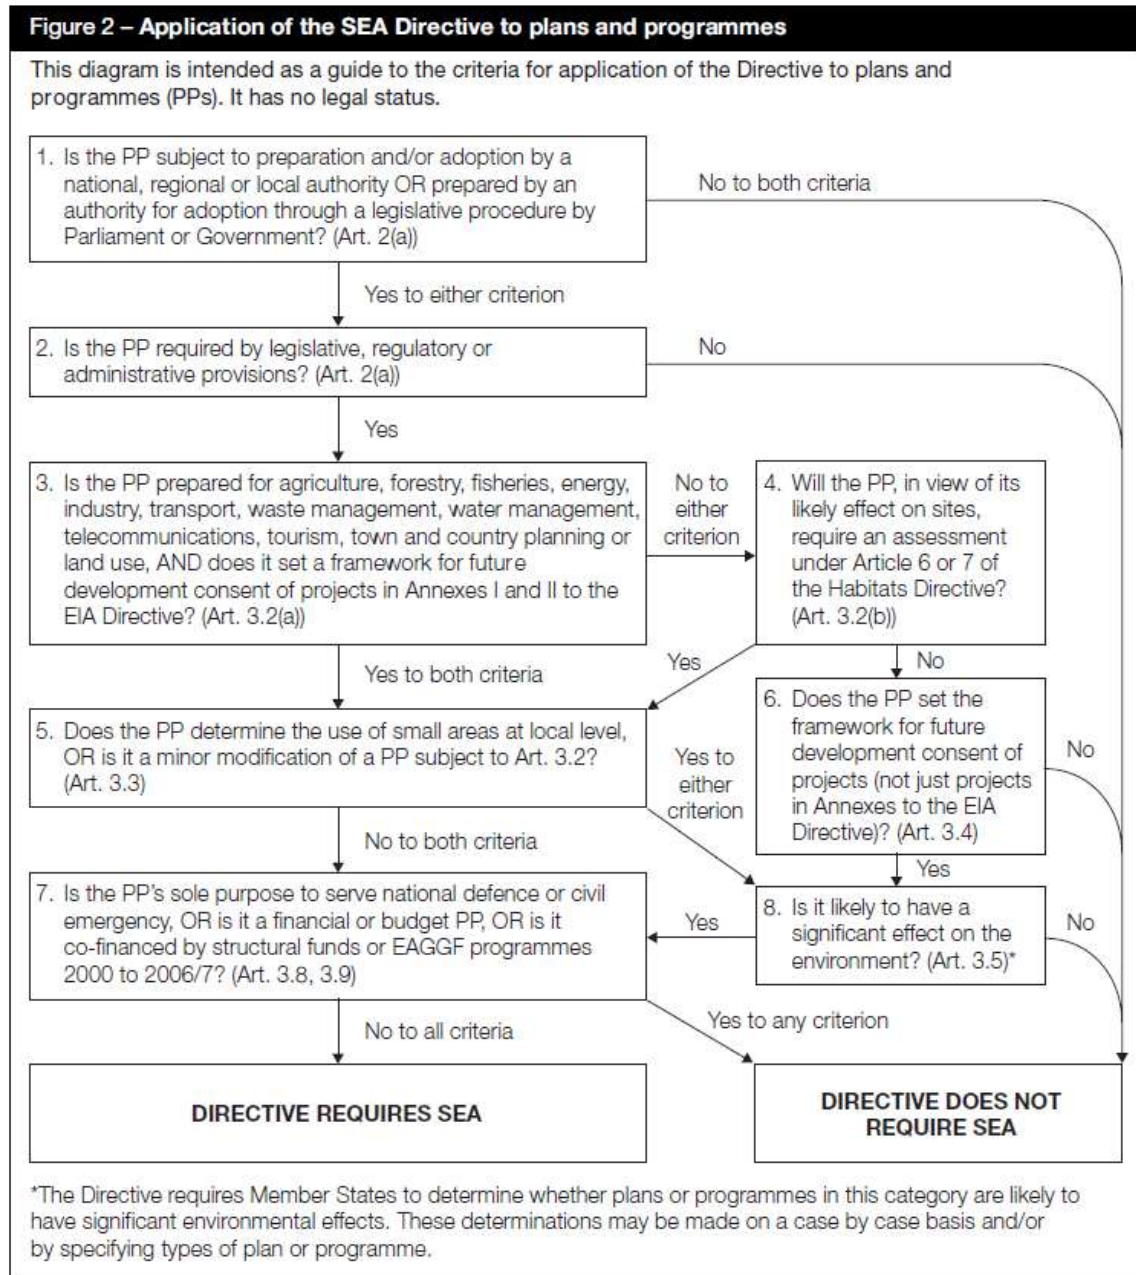 Figure 2 – Application of the SEA Directive to plans and programmes
This diagram is intended as a guide to the criteria for application of the Directive to plans and
programmes (PPs). It has no legal status.
1. Is the PP subject to preparation and/or adoption by a
national, regional or local authority OR prepared by an
authority for adoption through a legislative procedure by
Parliament or Government? (Art. 2(a))
No to both criteria
Yes to either criterion
2. Is the PP required by legislative, regulatory or
administrative provisions? (Art. 2(a))
No
Yes
3. Is the PP prepared for agriculture, forestry, fisheries, energy,
industry, transport, waste management, water management,
telecommunications, tourism, town and country planning or
land use, AND does it set a framework for future
development consent of projects in Annexes I and II to the
EIA Directive? (Art. 3.2(a))
No to
either
criterion
4. Will the PP, in view of its
likely effect on sites,
require an assessment
under Article 6 or 7 of
the Habitats Directive?
(Art. 3.2(b))
Yes to both criteria
Yes
No
5. Does the PP determine the use of small areas at local level,
OR is it a minor modification of a PP subject to Art. 3.2?
(Art. 3.3)
Yes to
either
criterion
6. Does the PP set the
framework for future
development consent of
projects (not just projects
in Annexes to the EIA
Directive)? (Art. 3.4)
No
No to both criteria
Yes
7. Is the PP's sole purpose to serve national defence or civil
emergency, OR is it a financial or budget PP, OR is it
co-financed by structural funds or EAGGF programmes
2000 to 2006/7? (Art. 3.8, 3.9)
Yes
8. Is it likely to have a
significant effect on the
environment? (Art. 3.5)*
No
No to all criteria
Yes to any criterion
DIRECTIVE REQUIRES SEA
DIRECTIVE DOES NOT
REQUIRE SEA
*The Directive requires Member States to determine whether plans or programmes in this category are likely to
have significant environmental effects. These determinations may be made on a case by case basis and/or
by specifying types of plan or programme.